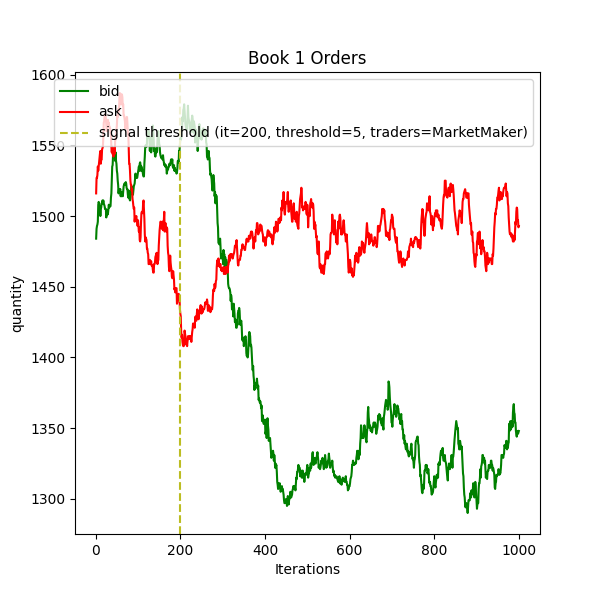 Book 1 Orders
1600
1550
1500
1450
1400
1350
1300
quantity
bid
ask
signal threshold (it=200, threshold=5, traders=MarketMaker)
0 200 400 600 800 1000
Iterations